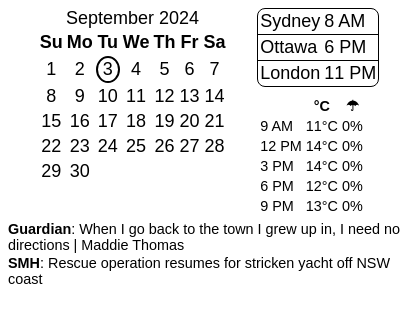 September 2024
Su Mo Tu We Th Fr Sa
1 2 3 4 5 6 7
8 9 10 11 12 13 14
15 16 17 18 19 20 21
22 23 24 25 26 27 28
29 30
Sydney 8 AM
Ottawa 6 PM
London 11 PM
°C ☂
9 AM 11°C 0%
12 PM 14°C 0%
3 PM 14°C 0%
6 PM 12°C 0%
9 PM 13°C 0%
Guardian: When I go back to the town I grew up in, I need no
directions | Maddie Thomas
SMH: Rescue operation resumes for stricken yacht off NSW
coast